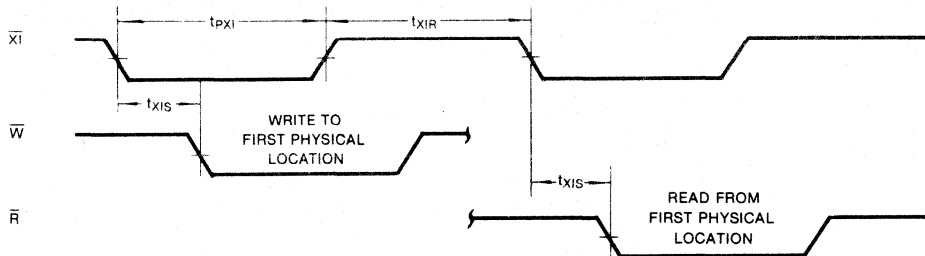 tPXI
tXIR
XI
tXIS
W
WRITE TO
FIRST PHYSICAL
LOCATION
tXIS
R
READ FROM
FIRST PHYSICAL
LOCATION